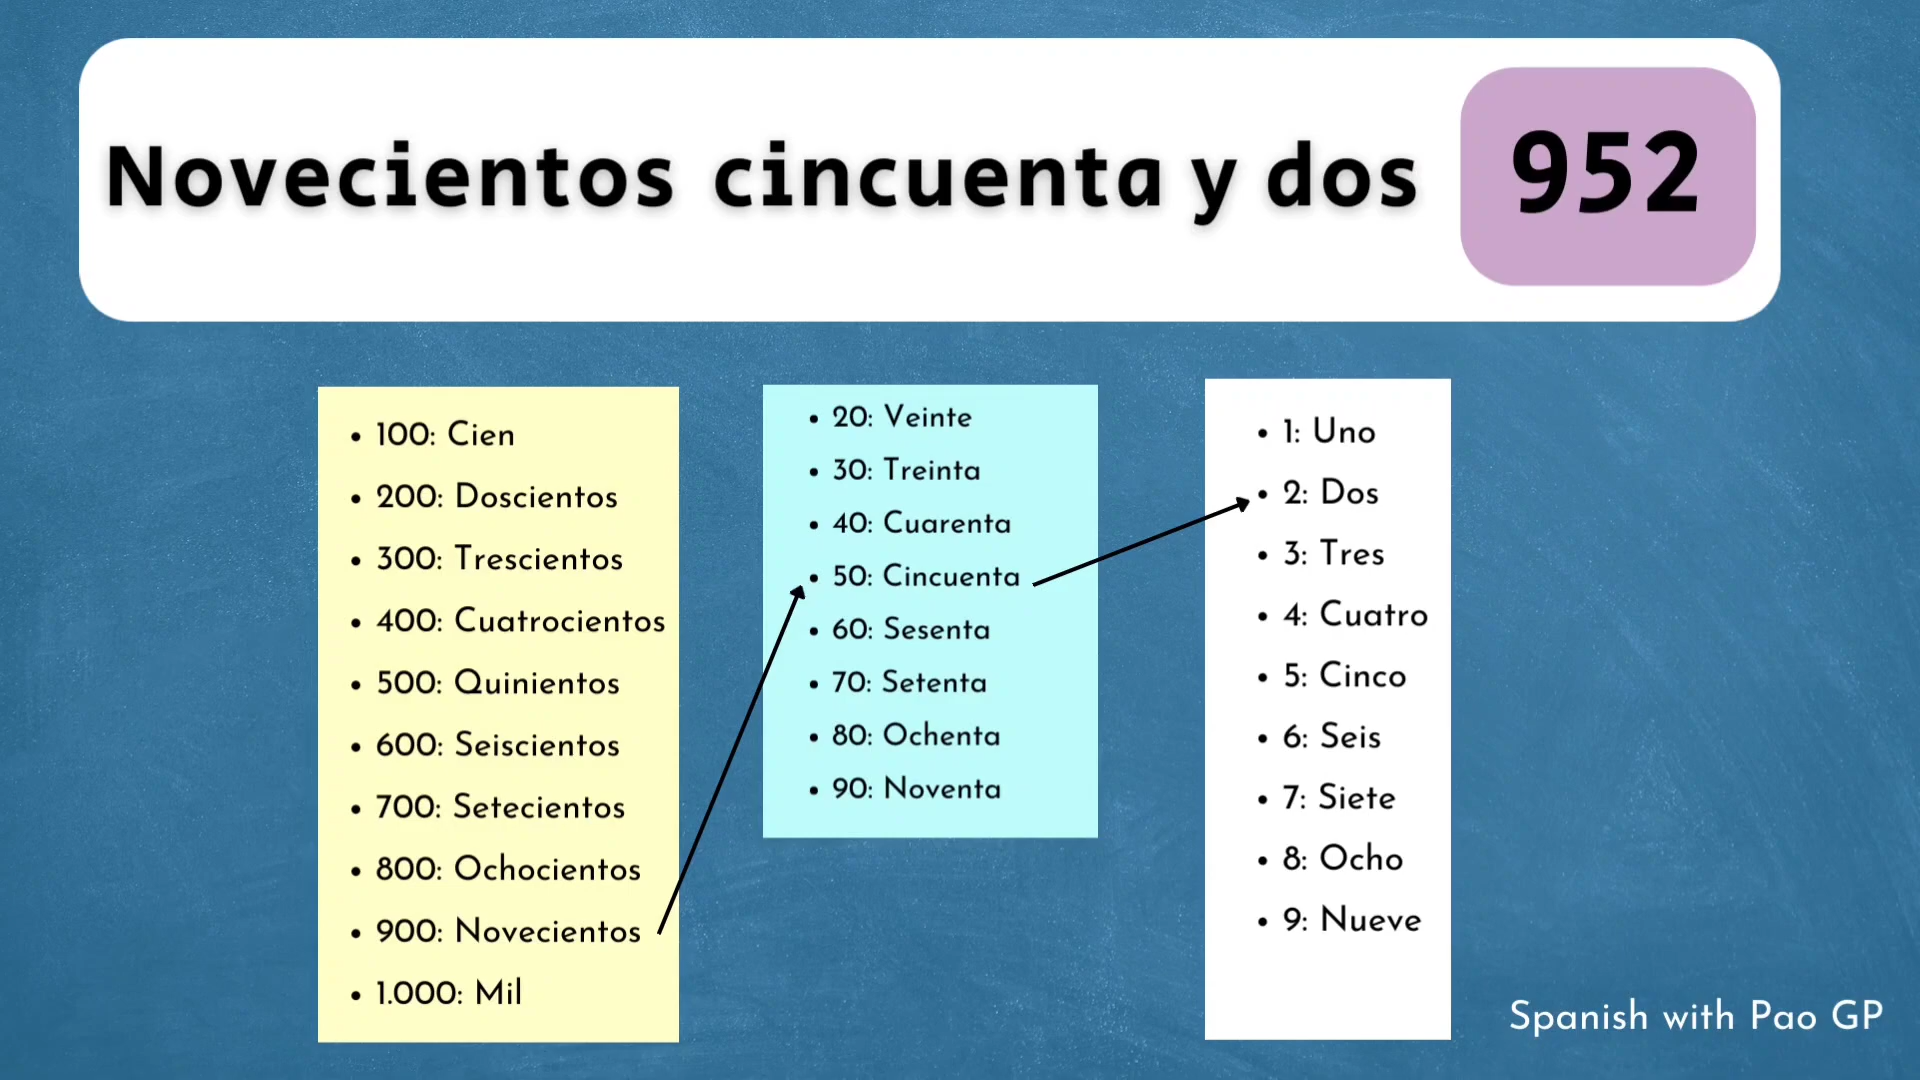 Novecientos cincuenta y dos 952
• 100: Cien
• 200: Doscientos
• 300: Trescientos
• 400: Cuatrocientos
• 500: Quinientos
• 600: Seiscientos
• 700: Setecientos
• 800: Ochocientos
• 900: Novecientos
• 1.000: Mil
• 20: Veinte
• 30: Treinta
• 40: Cuarenta
• 50: Cincuenta
• 60: Sesenta
• 70: Setenta
• 80: Ochenta
• 90: Noventa
• 1: Uno
• 2: Dos
• 3: Tres
• 4: Cuatro
• 5: Cinco
• 6: Seis
• 7: Siete
• 8: Ocho
• 9: Nueve
Spanish with Pao GP